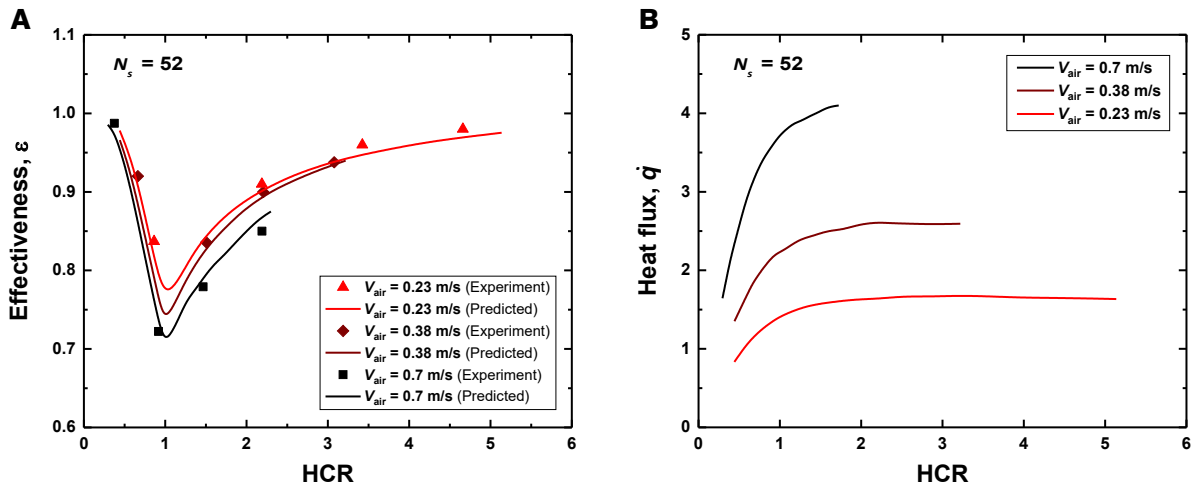 A
N_s = 52
Effectiveness, ε
1.1
1.0
0.9
0.8
0.7
0.6
V_air = 0.23 m/s (Experiment)
V_air = 0.23 m/s (Predicted)
V_air = 0.38 m/s (Experiment)
V_air = 0.38 m/s (Predicted)
V_air = 0.7 m/s (Experiment)
V_air = 0.7 m/s (Predicted)
0 1 2 3 4 5 6
HCR
B
N_s = 52
Heat flux, q̇
5
4
3
2
1
0
V_air = 0.7 m/s
V_air = 0.38 m/s
V_air = 0.23 m/s
0 1 2 3 4 5 6
HCR